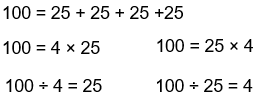 100 = 25 + 25 + 25 +25
100 = 4 × 25    100 = 25 × 4
100 ÷ 4 = 25    100 ÷ 25 = 4